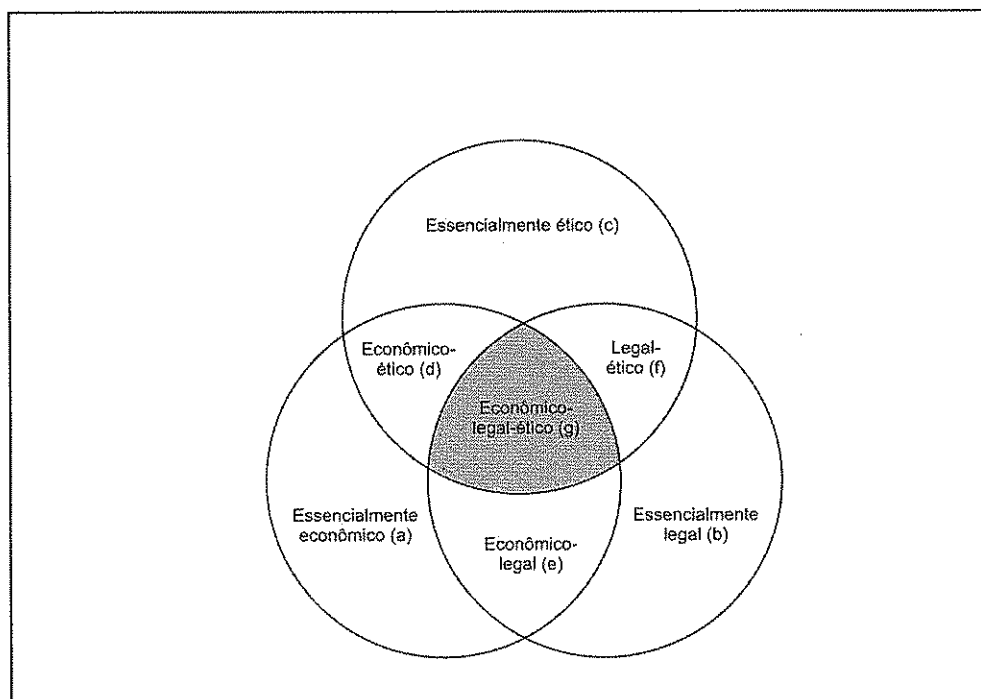 Essencialmente ético (c)
Econômico-
ético (d)
Legal-
ético (f)
Econômico-
legal-ético (g)
Essencialmente
econômico (a)
Econômico-
legal (e)
Essencialmente
legal (b)